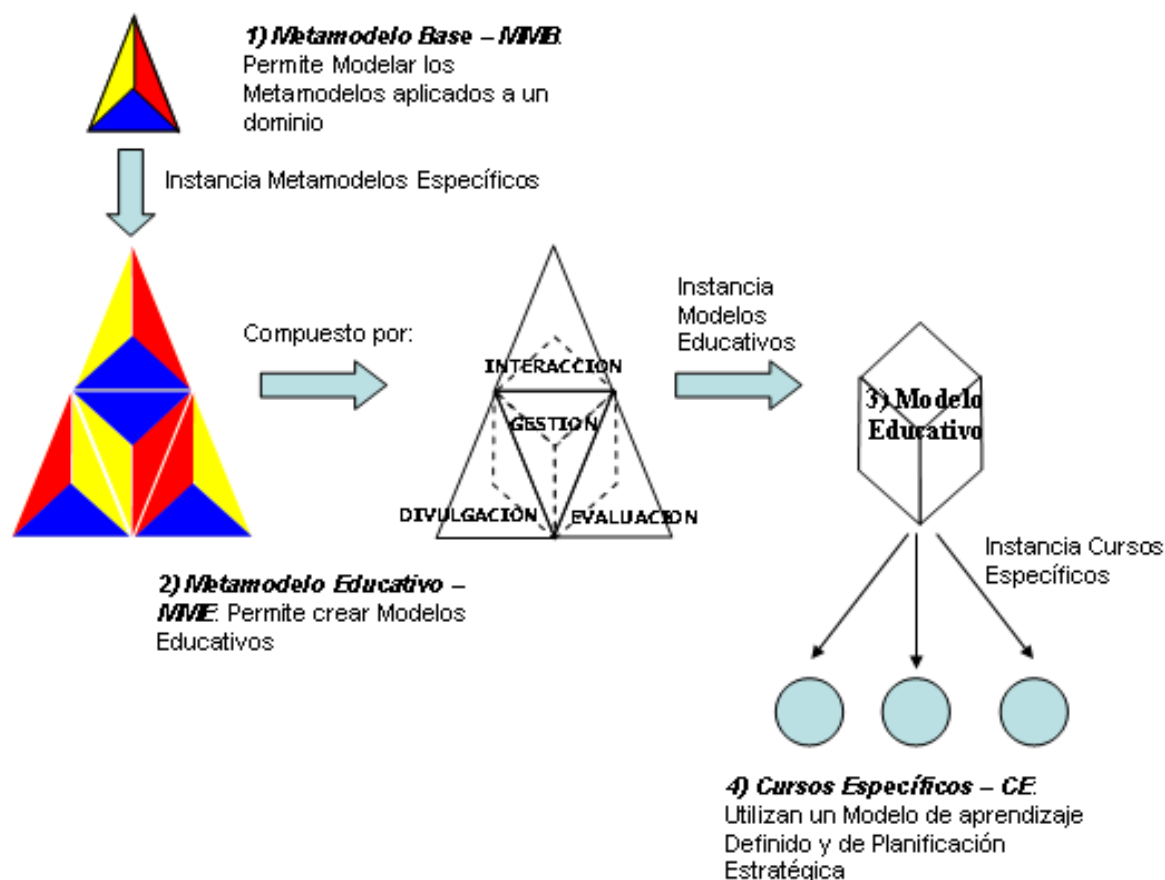 1) Metamodelo Base – MMB:
Permite Modelar los
Metamodelos aplicados a un
dominio
Instancia Metamodelos Específicos
Compuesto por:
Instancia
Modelos
Educativos
INTERACCION
GESTION
DIVULGACIÓN
EVALUACION
3) Modelo
Educativo
Instancia Cursos
Específicos
2) Metamodelo Educativo –
MME: Permite crear Modelos
Educativos
4) Cursos Específicos – CE:
Utilizan un Modelo de aprendizaje
Definido y de Planificación
Estratégica